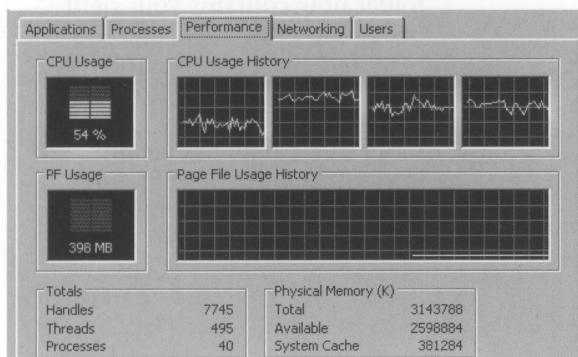 Applications Processes Performance Networking Users
CPU Usage
CPU Usage History
54 %
PF Usage
Page File Usage History
398 MB
Totals
Handles 7745
Threads 495
Processes 40
Physical Memory (K)
Total 3143788
Available 2598884
System Cache 381284